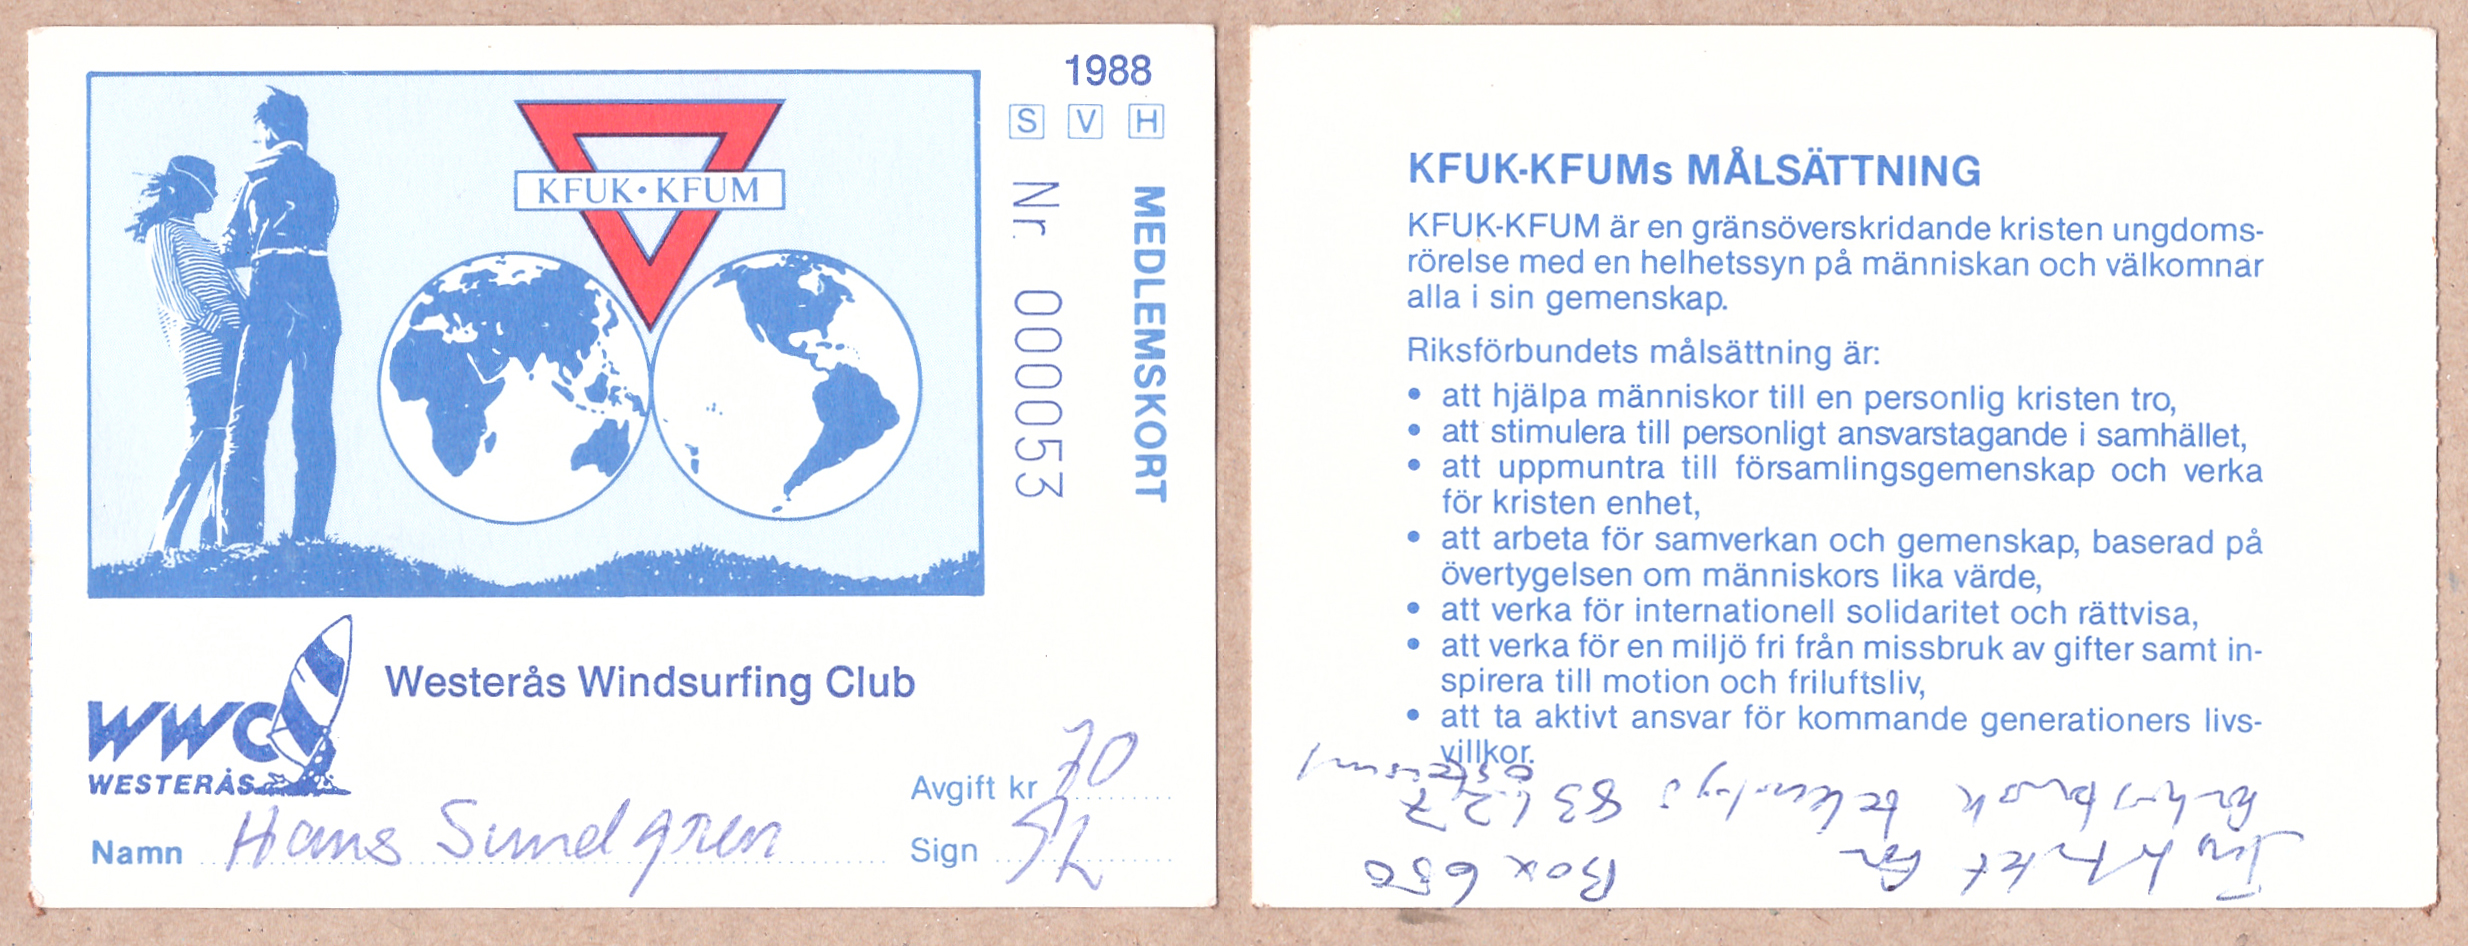 1988
S V H
MEDLEMSKORT
Nr. 000053
KFUK·KFUM
WWC
WESTERÅS
Westerås Windsurfing Club
Avgift kr 70
Namn Hans Sundgren
Sign
KFUK-KFUMs MÅLSÄTTNING
KFUK-KFUM är en gränsöverskridande kristen ungdoms-
rörelse med en helhetssyn på människan och välkomnar
alla i sin gemenskap.
Riksförbundets målsättning är:
• att hjälpa människor till en personlig kristen tro,
• att stimulera till personligt ansvarstagande i samhället,
• att uppmuntra till församlingsgemenskap och verka
för kristen enhet,
• att arbeta för samverkan och gemenskap, baserad på
övertygelsen om människors lika värde,
• att verka för internationell solidaritet och rättvisa,
• att verka för en miljö fri från missbruk av gifter samt in-
spirera till motion och friluftsliv,
• att ta aktivt ansvar för kommande generationers livs-
villkor.
för Box 650
83127